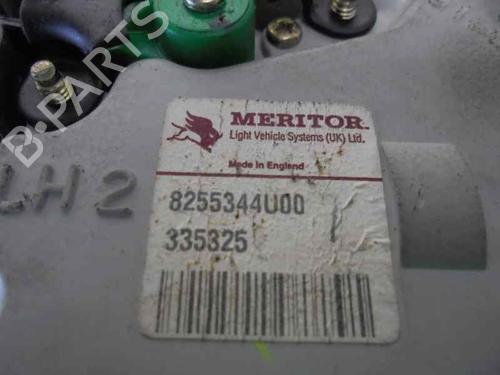 B-PARTS
MERITOR
Light Vehicle Systems (UK) Ltd.
Made in England
LH2
8255344U00
335325